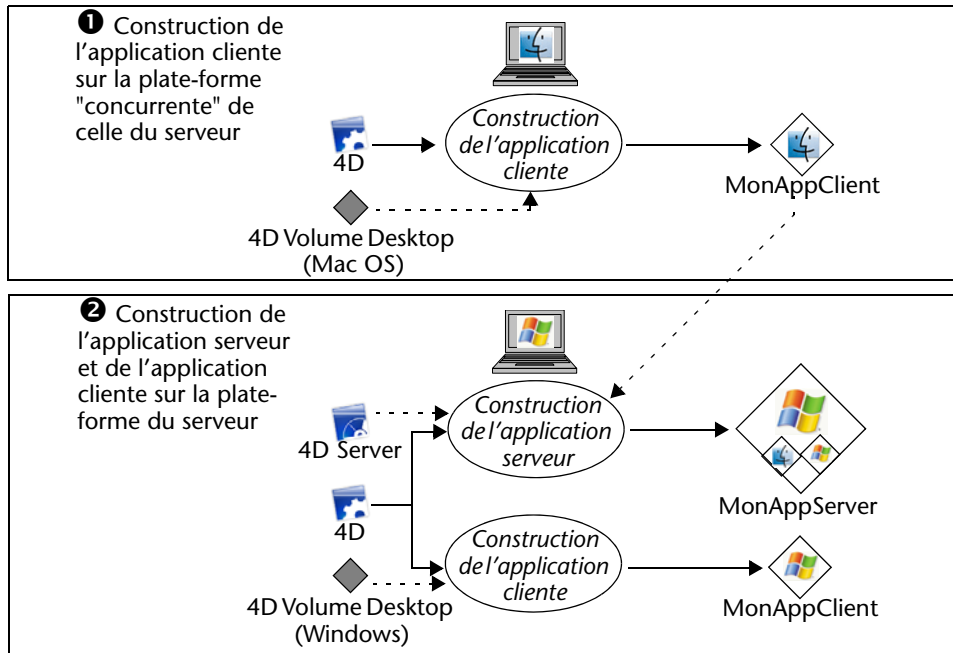 ❶ Construction de
l'application cliente
sur la plate-forme
"concurrente" de
celle du serveur
4D
4D Volume Desktop
(Mac OS)
Construction
de l'application
cliente
MonAppClient
❷ Construction de
l'application serveur
et de l'application
cliente sur la plate-
forme du serveur
4D Server
4D
4D Volume Desktop
(Windows)
Construction
de l'application
serveur
Construction
de l'application
cliente
MonAppServer
MonAppClient